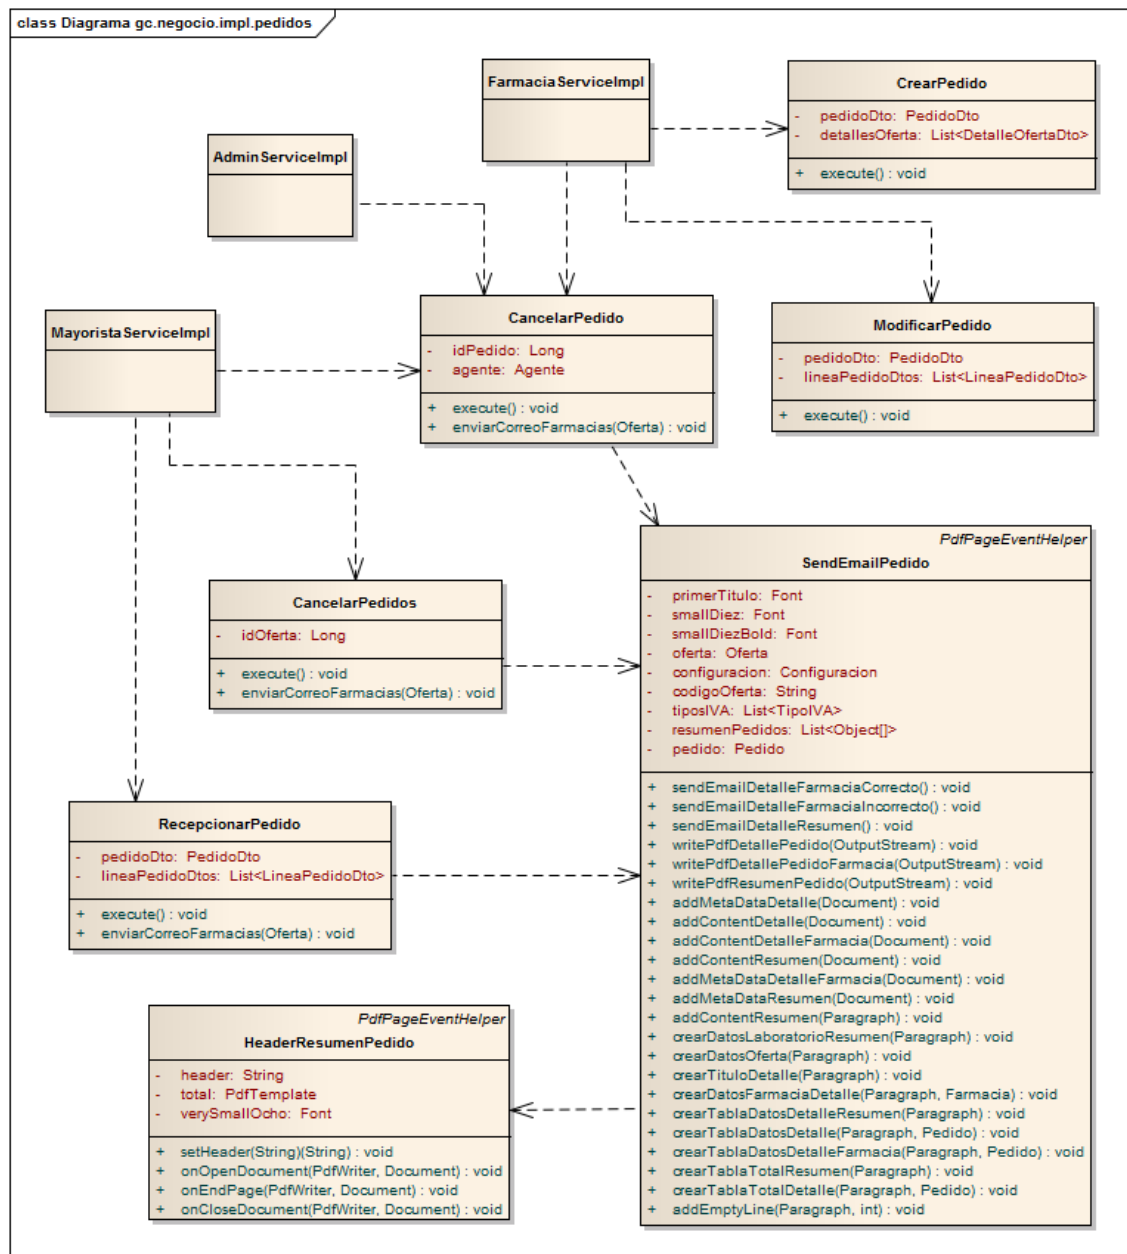 class Diagrama gc.negocio.impl.pedidos
FarmaciaServiceImpl
CrearPedido
- pedidoDto: PedidoDto
- detallesOferta: List<DetalleOfertaDto>
+ execute() : void
AdminServiceImpl
MayoristaServiceImpl
CancelarPedido
- idPedido: Long
- agente: Agente
+ execute() : void
+ enviarCorreoFarmacias(Oferta) : void
ModificarPedido
- pedidoDto: PedidoDto
- lineaPedidoDtos: List<LineaPedidoDto>
+ execute() : void
CancelarPedidos
- idOferta: Long
+ execute() : void
+ enviarCorreoFarmacias(Oferta) : void
PdfPageEventHelper
SendEmailPedido
- primerTitulo: Font
- smallDiez: Font
- smallDiezBold: Font
- oferta: Oferta
- configuracion: Configuracion
- codigoOferta: String
- tiposIVA: List<TipoIVA>
- resumenPedidos: List<Object[]>
- pedido: Pedido
+ sendEmailDetalleFarmaciaCorrecto() : void
+ sendEmailDetalleFarmaciaIncorrecto() : void
+ sendEmailDetalleResumen() : void
+ writePdfDetallePedido(OutputStream) : void
+ writePdfDetallePedidoFarmacia(OutputStream) : void
+ writePdfResumenPedido(OutputStream) : void
+ addMetaDataDetalle(Document) : void
+ addContentDetalle(Document) : void
+ addContentDetalleFarmacia(Document) : void
+ addContentResumen(Document) : void
+ addMetaDataDetalleFarmacia(Document) : void
+ addMetaDataResumen(Document) : void
+ addContentResumen(Paragraph) : void
+ crearDatosLaboratorioResumen(Paragraph) : void
+ crearDatosOferta(Paragraph) : void
+ crearTituloDetalle(Paragraph) : void
+ crearDatosFarmaciaDetalle(Paragraph, Farmacia) : void
+ crearTablaDatosDetalleResumen(Paragraph) : void
+ crearTablaDatosDetalle(Paragraph, Pedido) : void
+ crearTablaDatosDetalleFarmacia(Paragraph, Pedido) : void
+ crearTablaTotalResumen(Paragraph) : void
+ crearTablaTotalDetalle(Paragraph, Pedido) : void
+ addEmptyLine(Paragraph, int) : void
RecepcionarPedido
- pedidoDto: PedidoDto
- lineaPedidoDtos: List<LineaPedidoDto>
+ execute() : void
+ enviarCorreoFarmacias(Oferta) : void
PdfPageEventHelper
HeaderResumenPedido
- header: String
- total: PdfTemplate
- verySmallOcho: Font
+ setHeader(String)(String) : void
+ onOpenDocument(PdfWriter, Document) : void
+ onEndPage(PdfWriter, Document) : void
+ onCloseDocument(PdfWriter, Document) : void